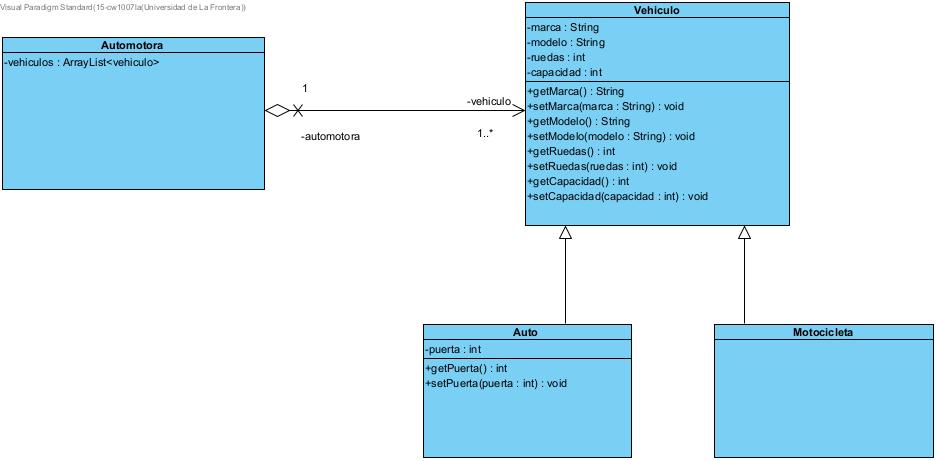 Visual Paradigm Standard(15-cw1007la(Universidad de La Frontera))
Automotora
-vehiculos : ArrayList<vehiculo>
1
-automotora
-vehiculo
1..*
Vehiculo
-marca : String
-modelo : String
-ruedas : int
-capacidad : int
+getMarca() : String
+setMarca(marca : String) : void
+getModelo() : String
+setModelo(modelo : String) : void
+getRuedas() : int
+setRuedas(ruedas : int) : void
+getCapacidad() : int
+setCapacidad(capacidad : int) : void
Auto
-puerta : int
+getPuerta() : int
+setPuerta(puerta : int) : void
Motocicleta